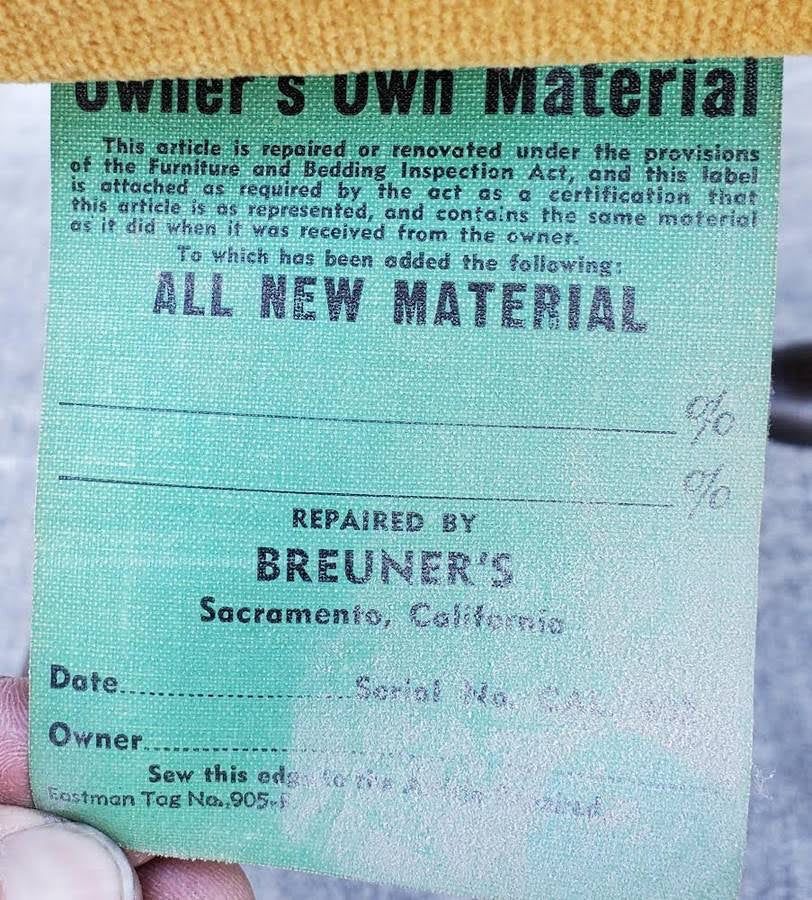 Owner's Own Material
This article is repaired or renovated under the provisions
of the Furniture and Bedding Inspection Act, and this label
is attached as required by the act as a certification that
this article is as represented, and contains the same material
as it did when it was received from the owner.
To which has been added the following:
ALL NEW MATERIAL
%
%
REPAIRED BY
BREUNER'S
Sacramento, California
Date Serial No.
Owner
Sew this edge to the
Eastman Tag No. 905-